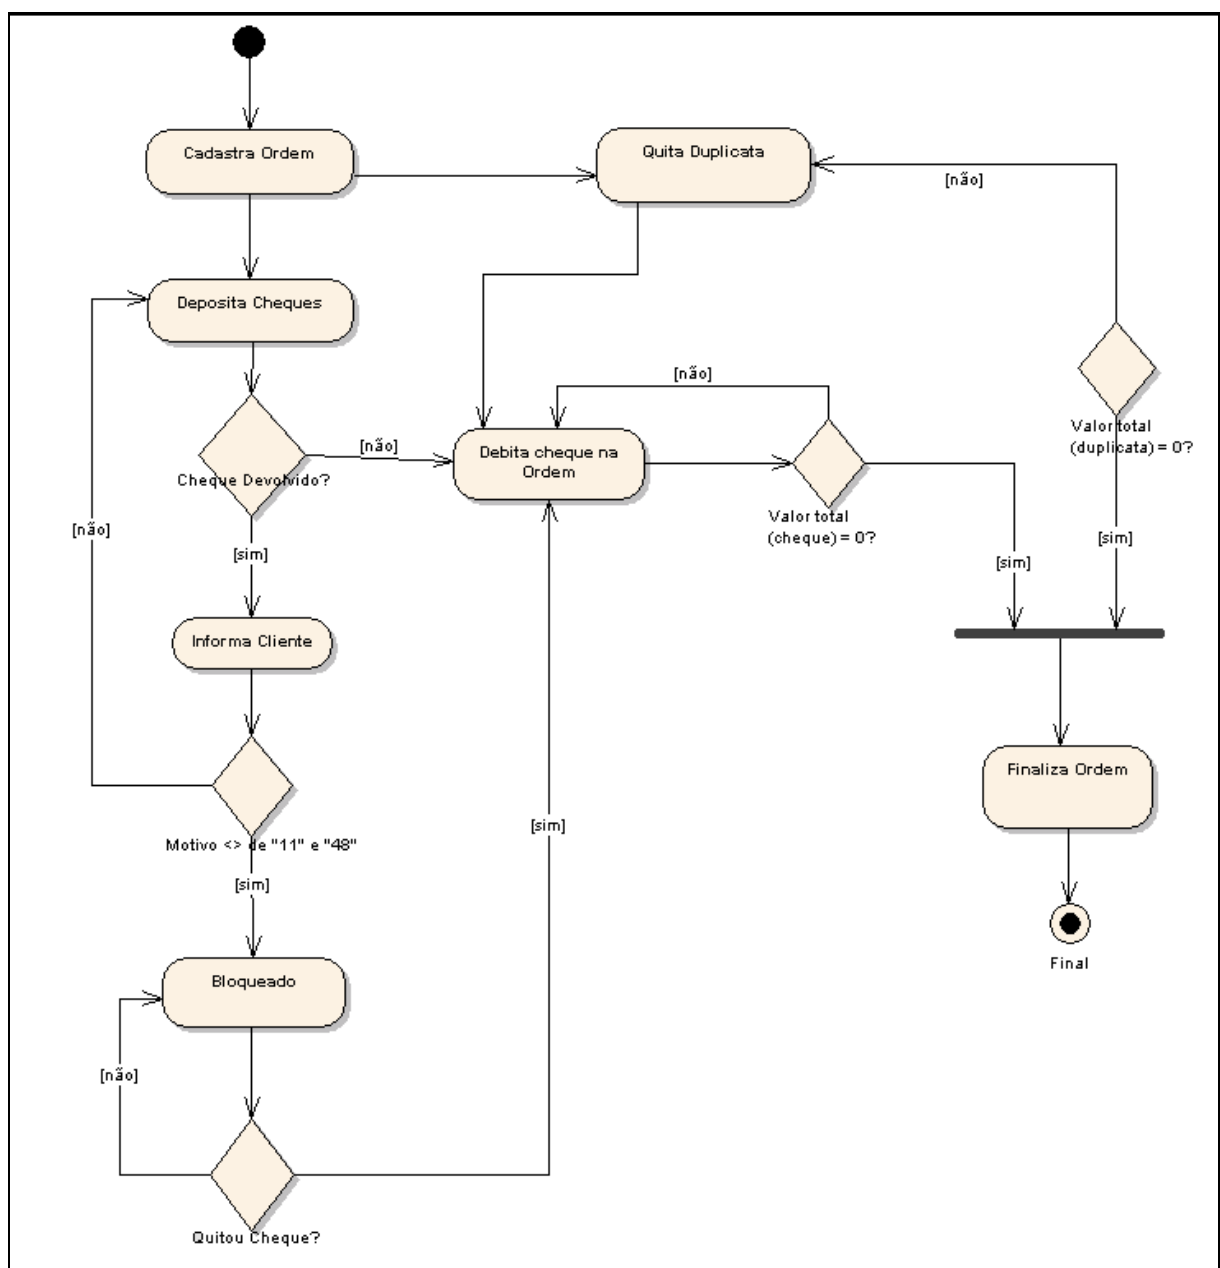 Cadastra Ordem
Quita Duplicata
[não]
Deposita Cheques
[não]
Valor total
(duplicata) = 0?
[não]
Debita cheque na
Ordem
Cheque Devolvido?
Valor total
(cheque) = 0?
[não]
[sim]
[sim]
[sim]
Informa Cliente
Finaliza Ordem
[sim]
Motivo <> de "11" e "48"
[sim]
Final
Bloqueado
[não]
Quitou Cheque?